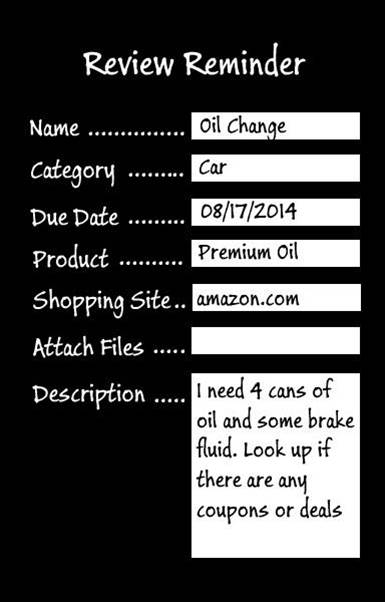 Review Reminder
Name ............... Oil Change
Category ......... Car
Due Date ......... 08/17/2014
Product .......... Premium Oil
Shopping Site.. amazon.com
Attach Files .....
Description ..... I need 4 cans of
oil and some brake
fluid. Look up if
there are any
coupons or deals